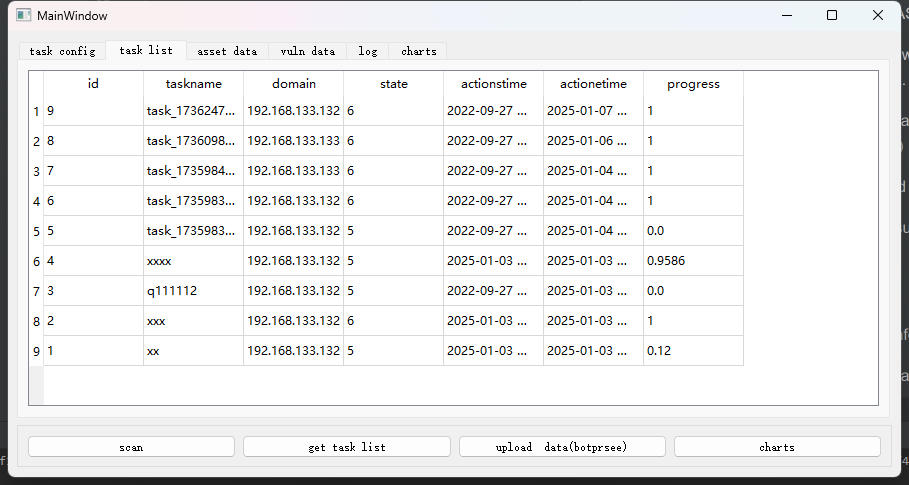 MainWindow
task config task list asset data vuln data log charts
id taskname domain state actionstime actionetime progress
1 9 task_1736247... 192.168.133.132 6 2022-09-27 ... 2025-01-07 ... 1
2 8 task_1736098... 192.168.133.133 6 2022-09-27 ... 2025-01-06 ... 1
3 7 task_1735984... 192.168.133.133 6 2022-09-27 ... 2025-01-04 ... 1
4 6 task_1735983... 192.168.133.132 6 2022-09-27 ... 2025-01-04 ... 1
5 5 task_1735983... 192.168.133.132 5 2022-09-27 ... 2025-01-04 ... 0.0
6 4 xxxx 192.168.133.132 5 2025-01-03 ... 2025-01-03 ... 0.9586
7 3 q111112 192.168.133.132 5 2022-09-27 ... 2025-01-03 ... 0.0
8 2 xxx 192.168.133.132 6 2025-01-03 ... 2025-01-03 ... 1
9 1 xx 192.168.133.132 5 2025-01-03 ... 2025-01-03 ... 0.12
scan get task list upload data(botprsee) charts